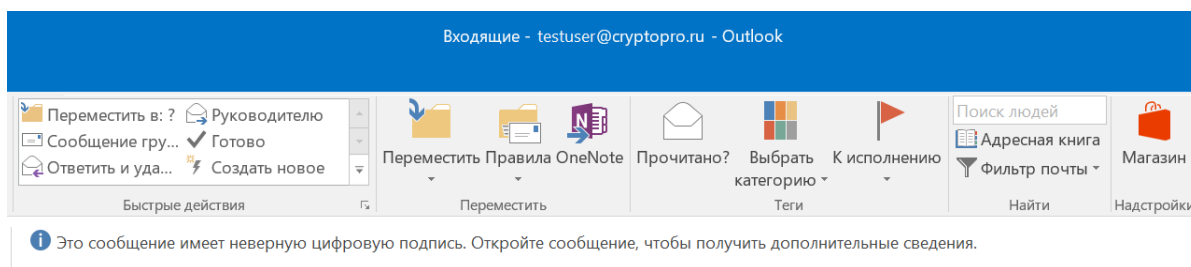 Входящие - testuser@cryptopro.ru - Outlook
Переместить в: ?
Руководителю
Сообщение гру...
Готово
Ответить и уда...
Создать новое
Быстрые действия
Переместить
Правила
OneNote
Переместить
Прочитано?
Выбрать
категорию
К исполнению
Теги
Поиск людей
Адресная книга
Фильтр почты
Найти
Магазин
Надстройки
Это сообщение имеет неверную цифровую подпись. Откройте сообщение, чтобы получить дополнительные сведения.